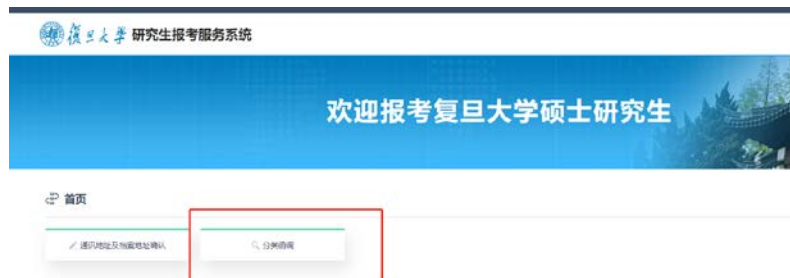 復旦大學 研究生报考服务系统
欢迎报考复旦大学硕士研究生
首页
通讯地址及档案地址确认
分类查询